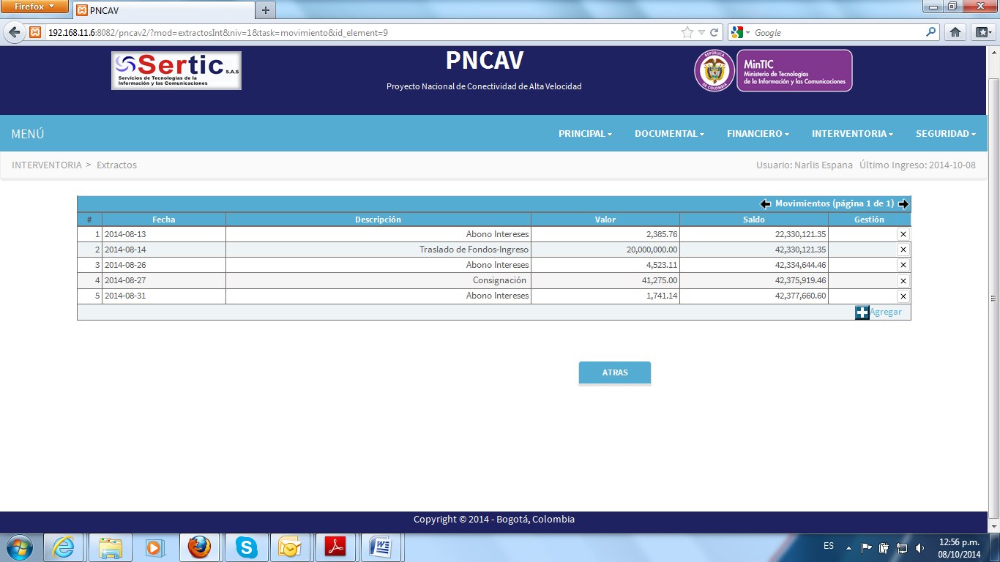 Firefox
PNCAV
192.168.11.6:8082/pncav2/?mod=extractosInt&niv=1&task=movimiento&id_element=9
Google
Sertic S.A.S
Servicios de Tecnologías de la
Información y las Comunicaciones
PNCAV
Proyecto Nacional de Conectividad de Alta Velocidad
REPÚBLICA DE COLOMBIA
MinTIC
Ministerio de Tecnologías
de la Información y las Comunicaciones
MENÚ PRINCIPAL DOCUMENTAL FINANCIERO INTERVENTORIA SEGURIDAD
INTERVENTORIA > Extractos Usuario: Narlis Espana Último Ingreso: 2014-10-08
Movimientos (página 1 de 1)
# Fecha Descripción Valor Saldo Gestión
1 2014-08-13 Abono Intereses 2,385.76 22,330,121.35
2 2014-08-14 Traslado de Fondos-Ingreso 20,000,000.00 42,330,121.35
3 2014-08-26 Abono Intereses 4,523.11 42,334,644.46
4 2014-08-27 Consignación 41,275.00 42,375,919.46
5 2014-08-31 Abono Intereses 1,741.14 42,377,660.60
Agregar
ATRAS
Copyright © 2014 - Bogotá, Colombia
ES 12:56 p.m.
08/10/2014